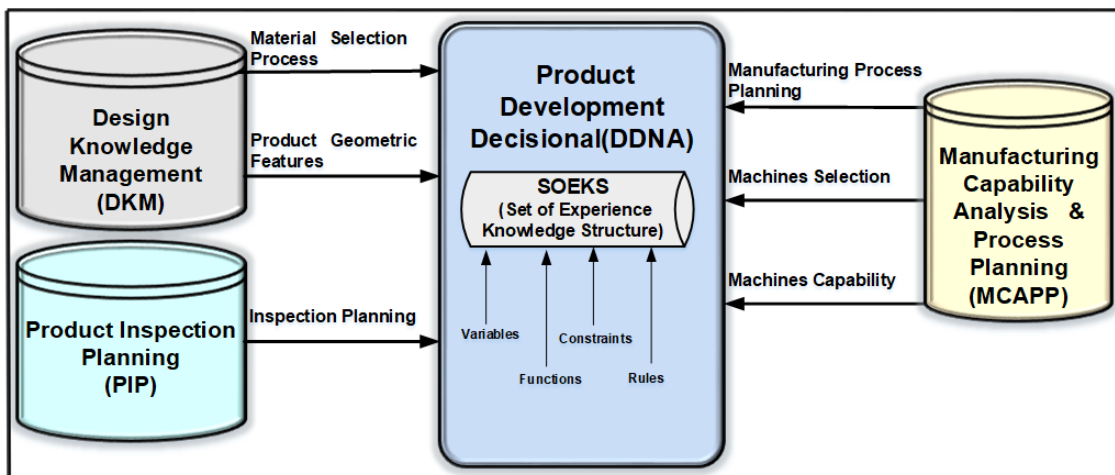 Material Selection
Process
Design
Knowledge
Management
(DKM)
Product Geometric
Features
Product Inspection
Planning
(PIP)
Inspection Planning
Product
Development
Decisional(DDNA)
SOEKS
( Set of Experience
Knowledge Structure)
Variables
Constraints
Functions
Rules
Manufacturing Process
Planning
Machines Selection
Machines Capability
Manufacturing
Capability
Analysis &
Process
Planning
(MCAPP)